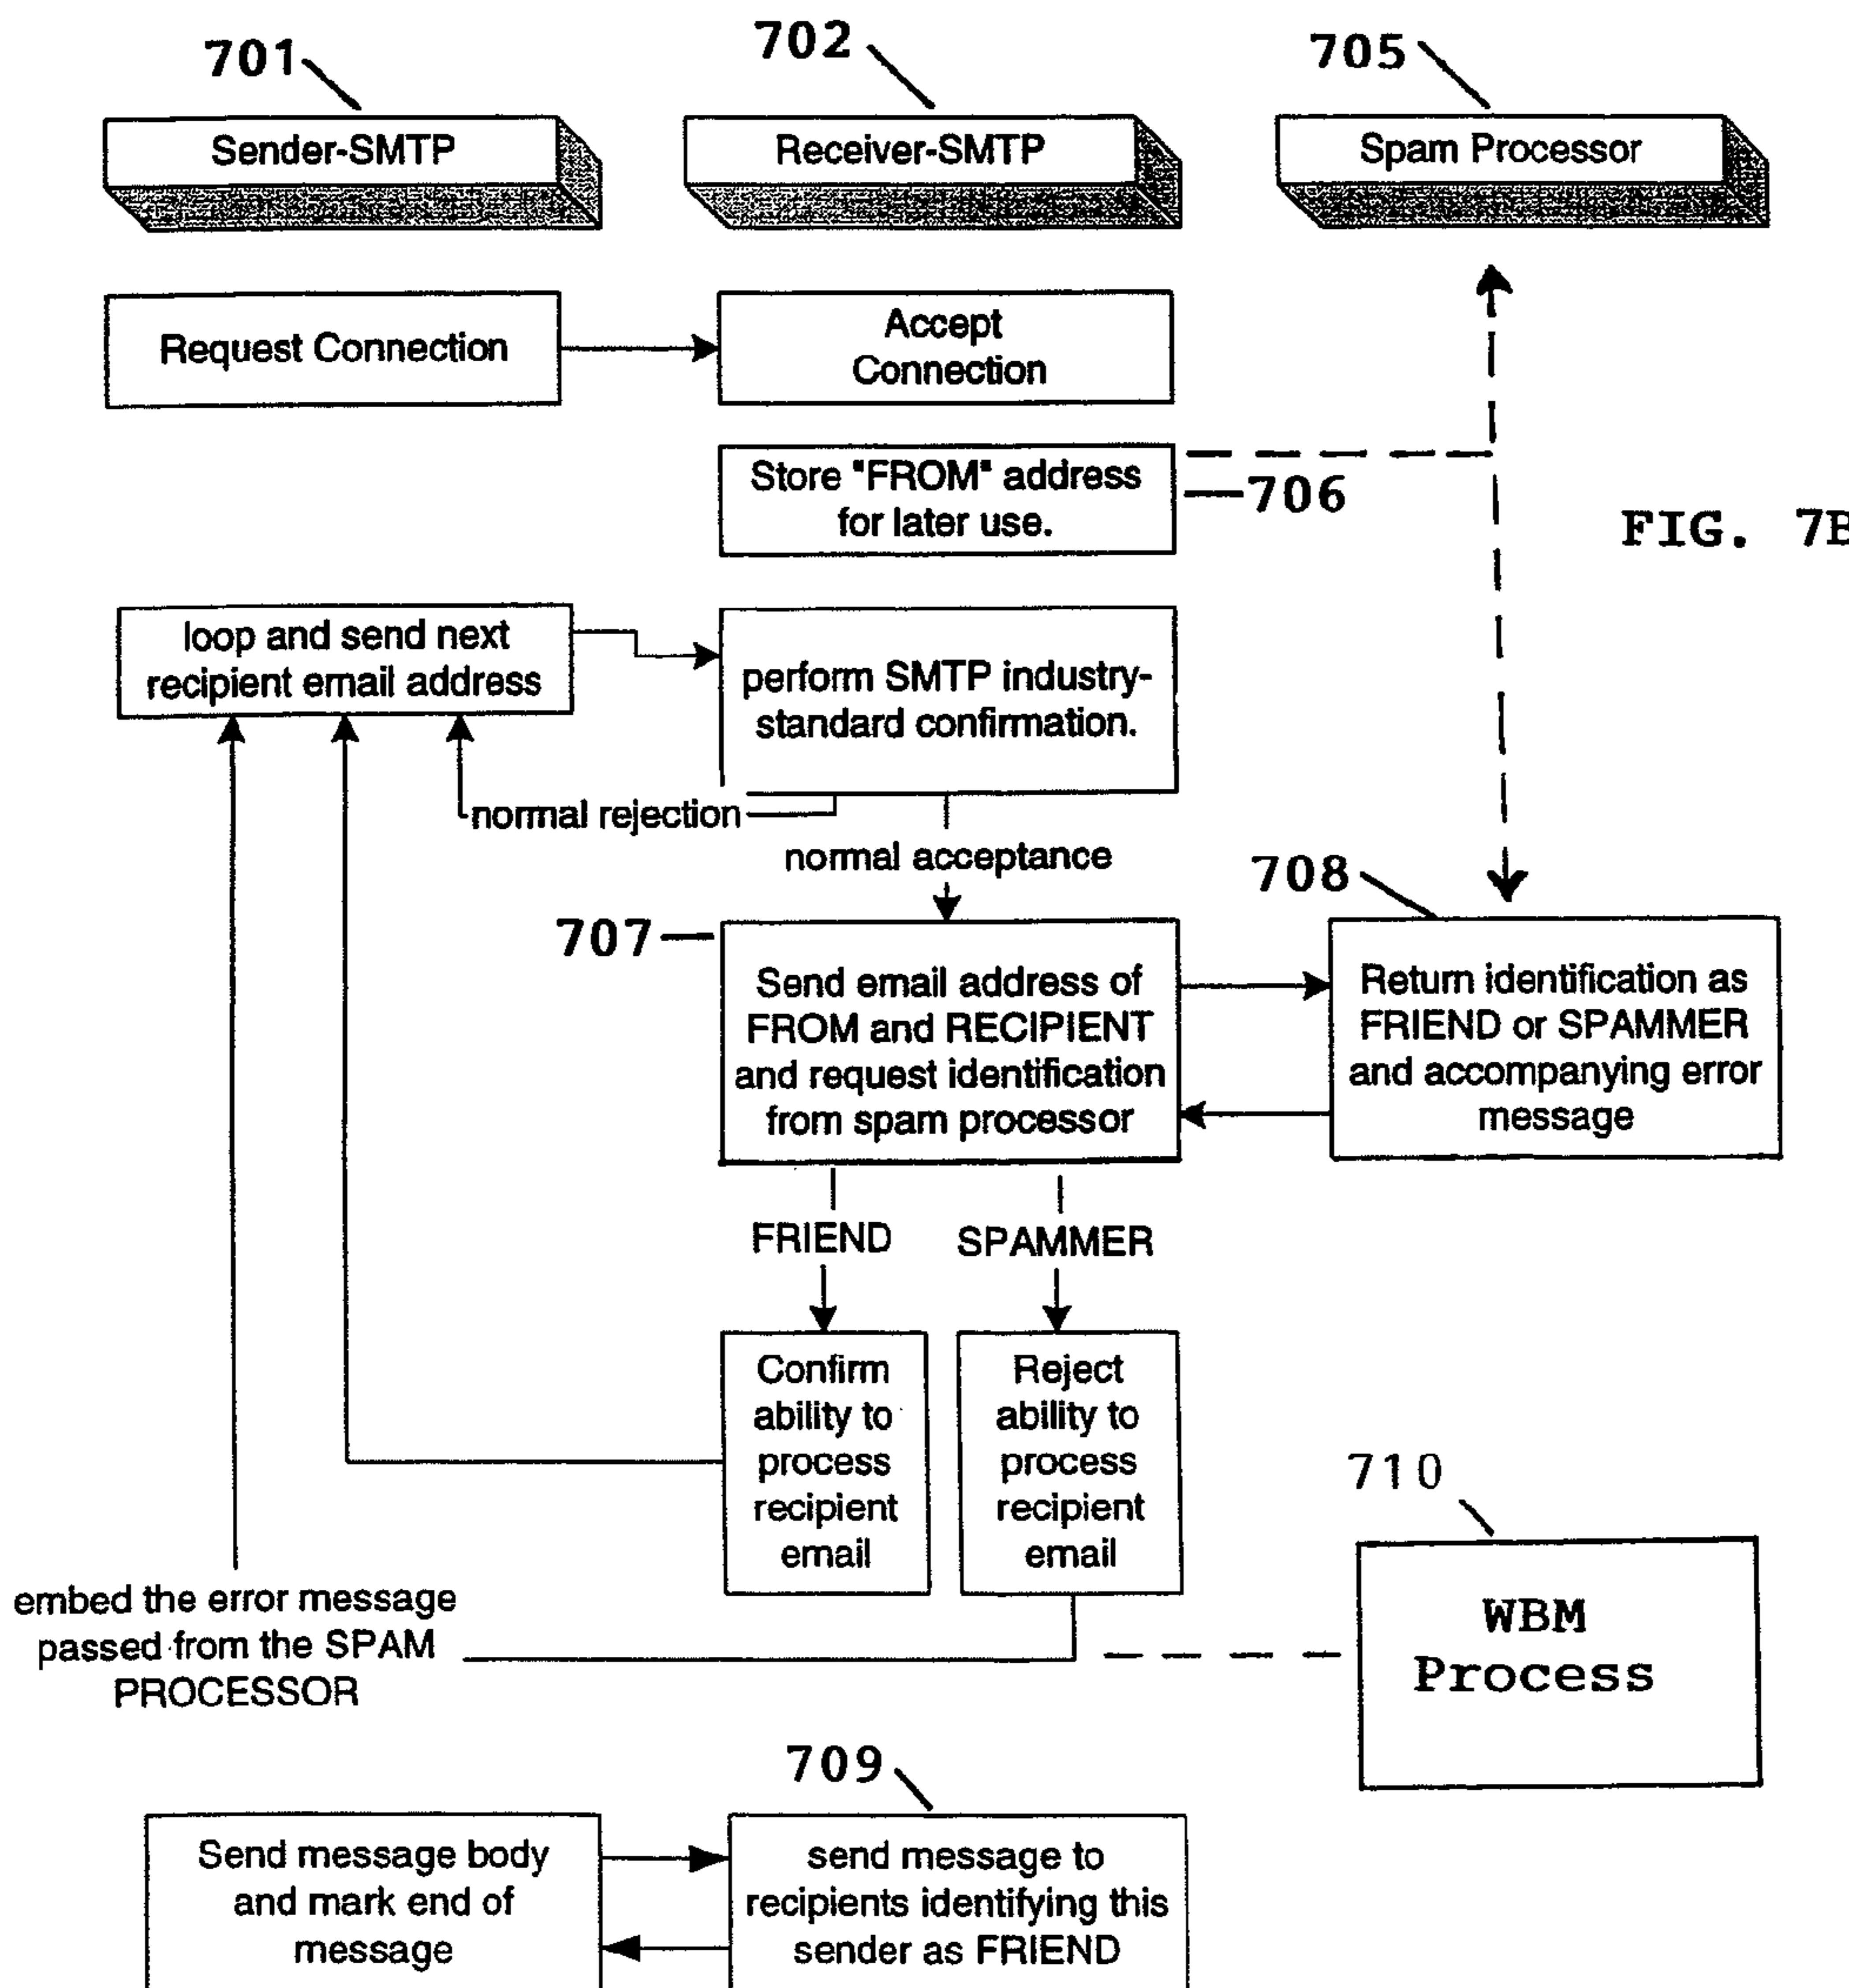 701
702
705
Sender-SMTP
Receiver-SMTP
Spam Processor
Request Connection
Accept
Connection
Store "FROM" address
for later use.
706
FIG. 7B
loop and send next
recipient email address
perform SMTP industry-
standard confirmation.
normal rejection
normal acceptance
707
708
Send email address of
FROM and RECIPIENT
and request identification
from spam processor
Return identification as
FRIEND or SPAMMER
and accompanying error
message
FRIEND
SPAMMER
Confirm
ability to
process
recipient
email
Reject
ability to
process
recipient
email
710
WBM
Process
embed the error message
passed from the SPAM
PROCESSOR
709
Send message body
and mark end of
message
send message to
recipients identifying this
sender as FRIEND